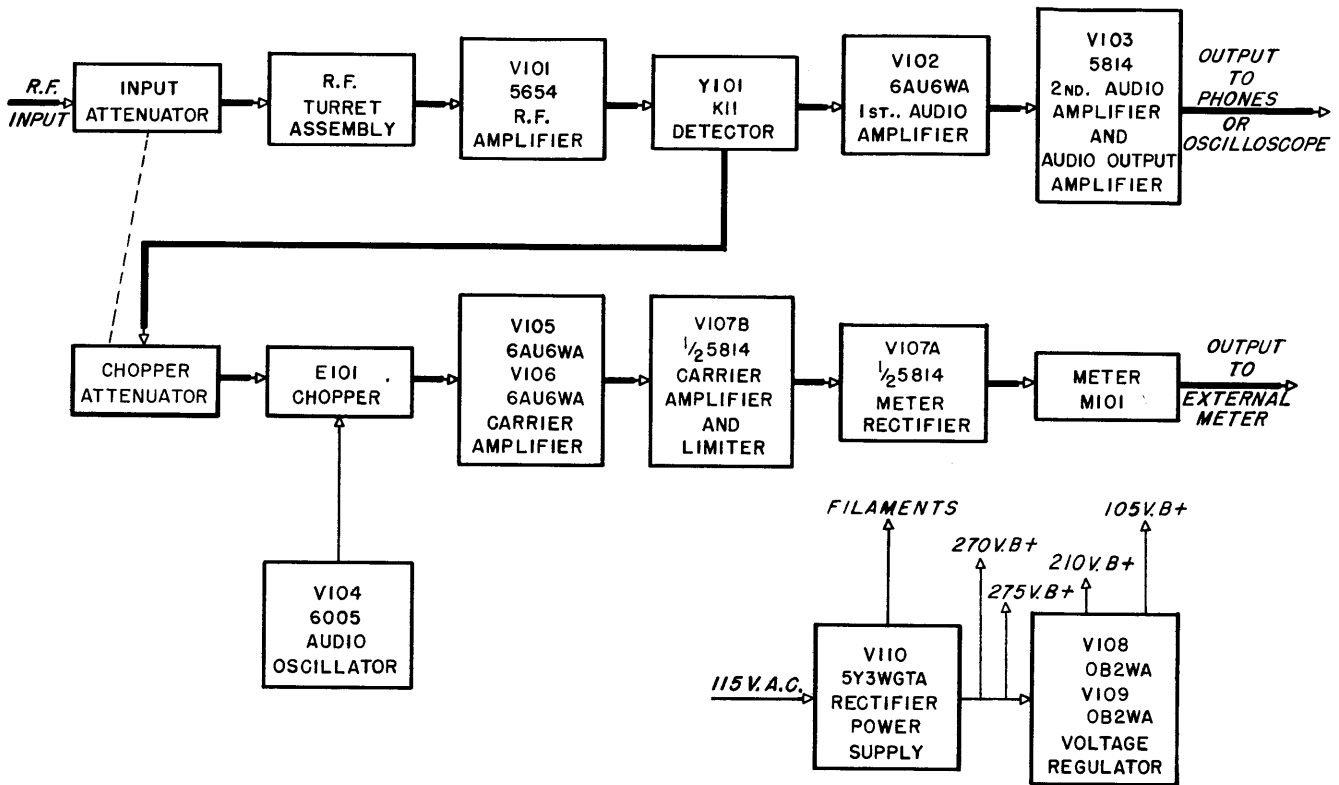 R.F.
INPUT
INPUT
ATTENUATOR
R.F.
TURRET
ASSEMBLY
V101
5654
R.F.
AMPLIFIER
Y101
K11
DETECTOR
V102
6AU6WA
1ST.. AUDIO
AMPLIFIER
V103
5814
2ND. AUDIO
AMPLIFIER
AND
AUDIO OUTPUT
AMPLIFIER
OUTPUT
TO
PHONES
OR
OSCILLOSCOPE
CHOPPER
ATTENUATOR
E101
CHOPPER
V105
6AU6WA
V106
6AU6WA
CARRIER
AMPLIFIER
V107B
1/2 5814
CARRIER
AMPLIFIER
AND
LIMITER
V107A
1/2 5814
METER
RECTIFIER
METER
M101
OUTPUT
TO
EXTERNAL
METER
V104
6005
AUDIO
OSCILLATOR
FILAMENTS
270V.B+
275V.B+
210V.B+
105V.B+
115V.A.C.
V110
5Y3WGTA
RECTIFIER
POWER
SUPPLY
V108
OB2WA
V109
OB2WA
VOLTAGE
REGULATOR